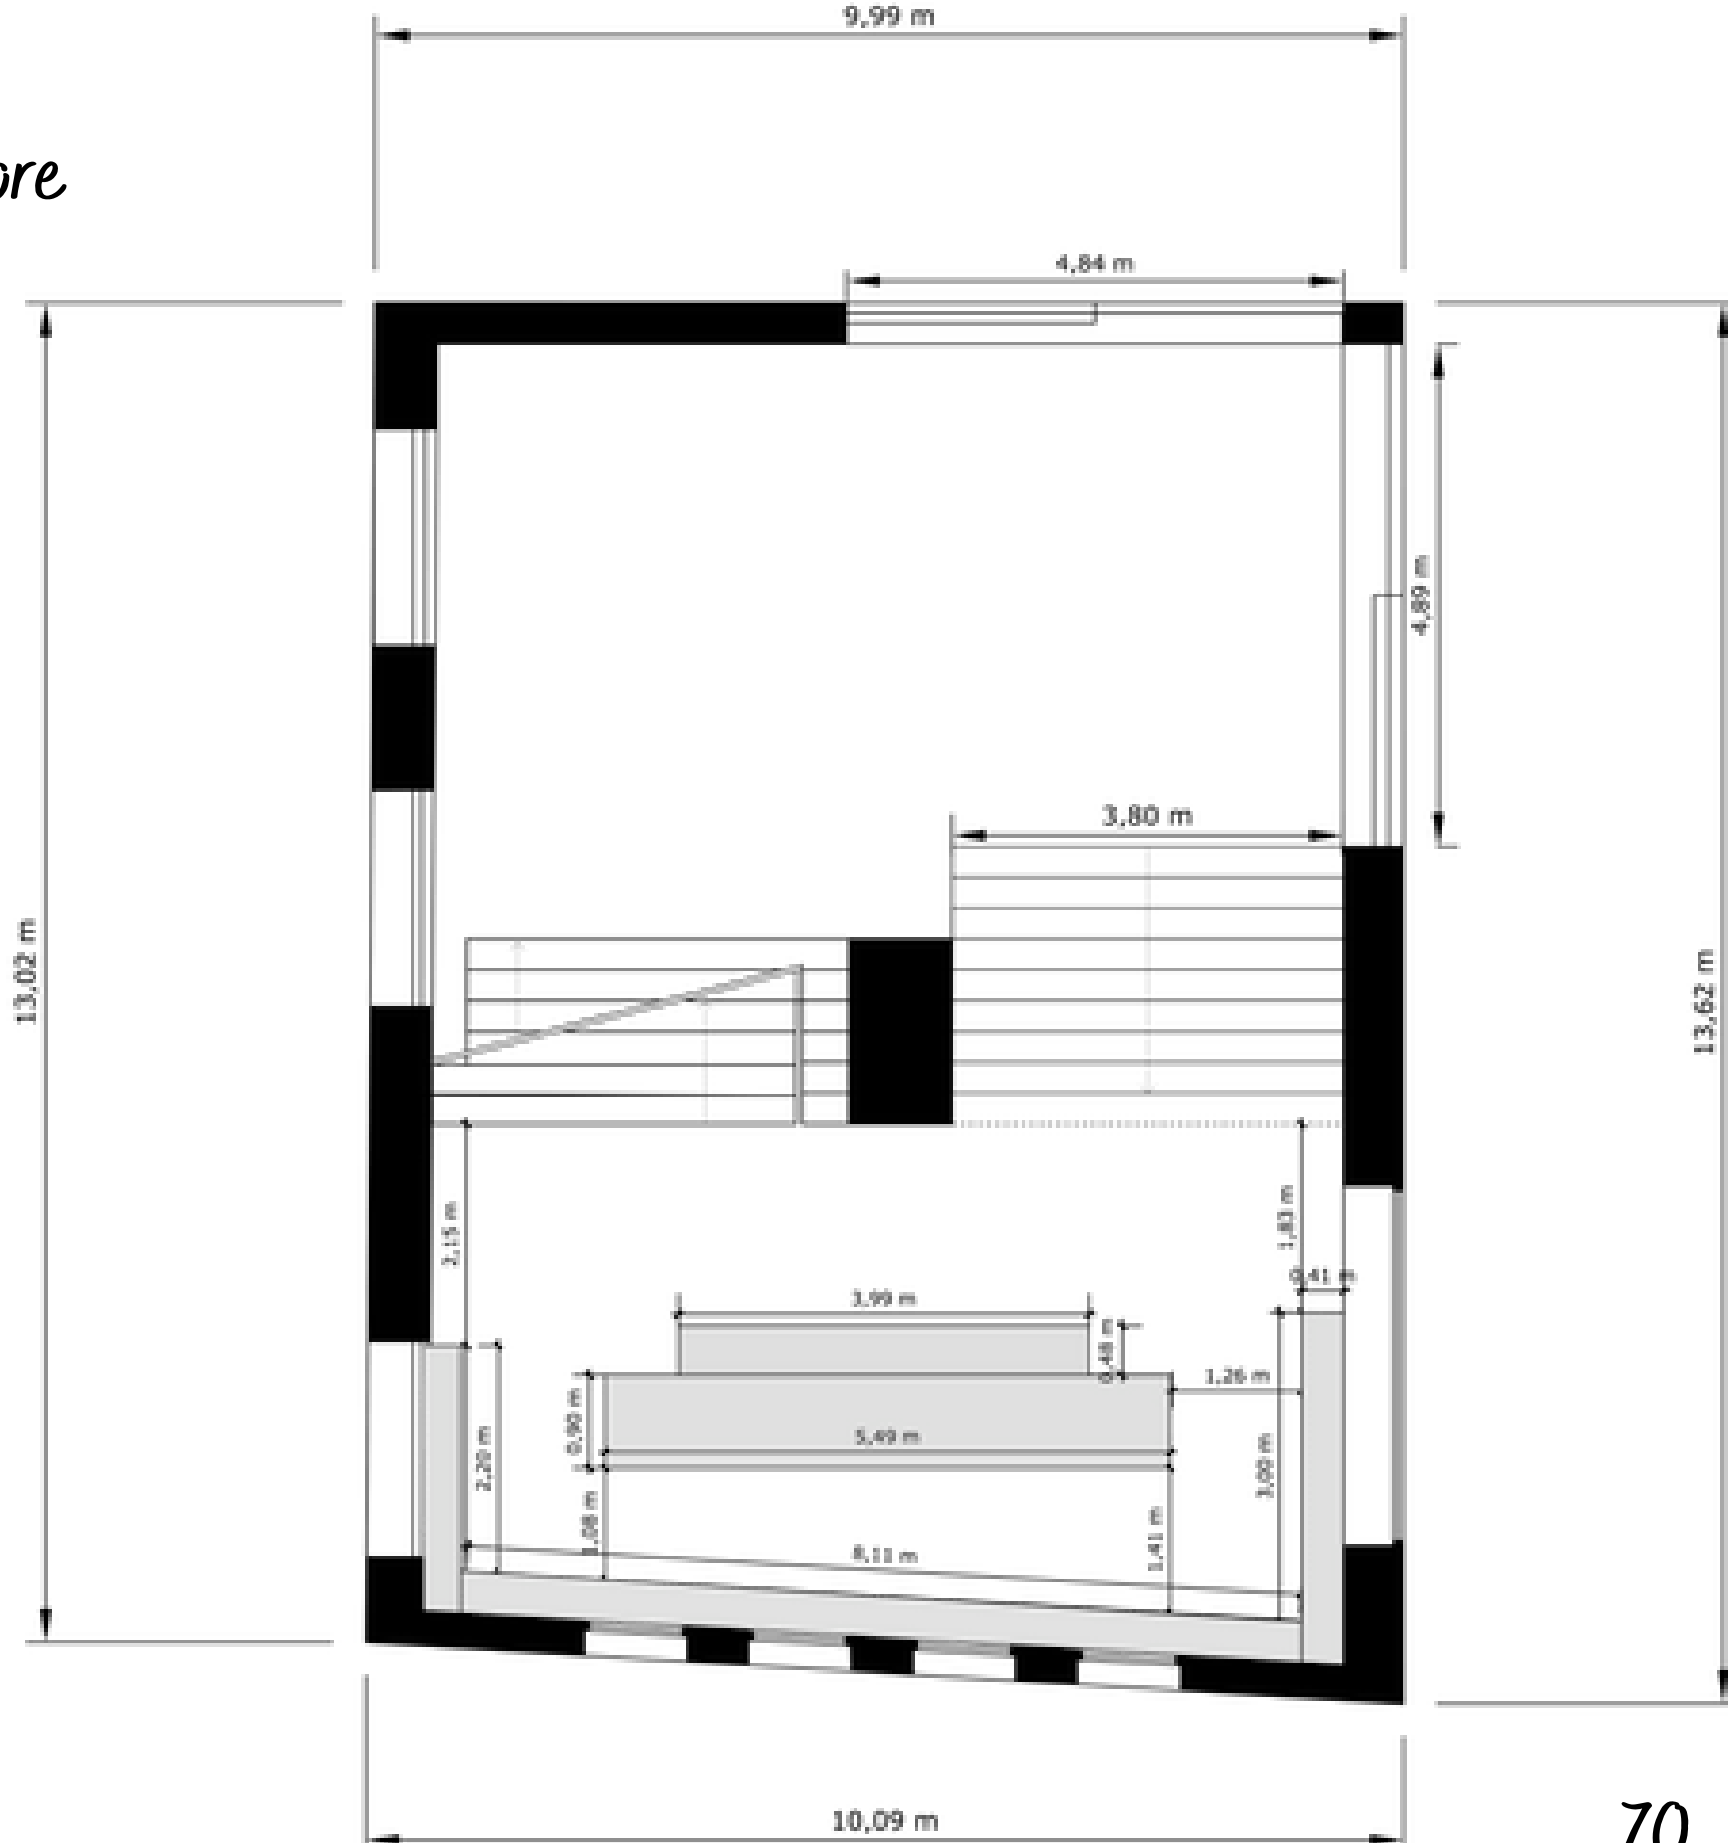 9,99 m
ore
4,84 m
4,89 m
3,80 m
13,02 m
13,62 m
2,15 m
1,83 m
0,41 m
3,99 m
0,48 m
1,26 m
0,90 m
5,49 m
2,20 m
3,00 m
1,08 m
1,41 m
8,11 m
10,09 m
70